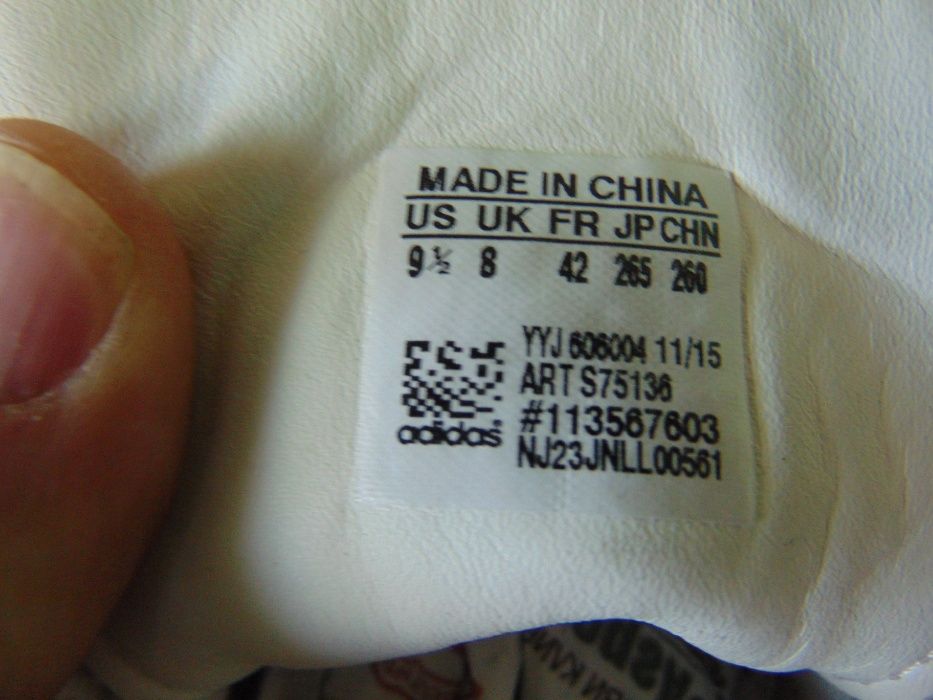 MADE IN CHINA
US UK FR JP CHN
9½ 8 42 265 260
YYJ 606004 11/15
ART S75136
#113567603
NJ23JNLL00561
adidas